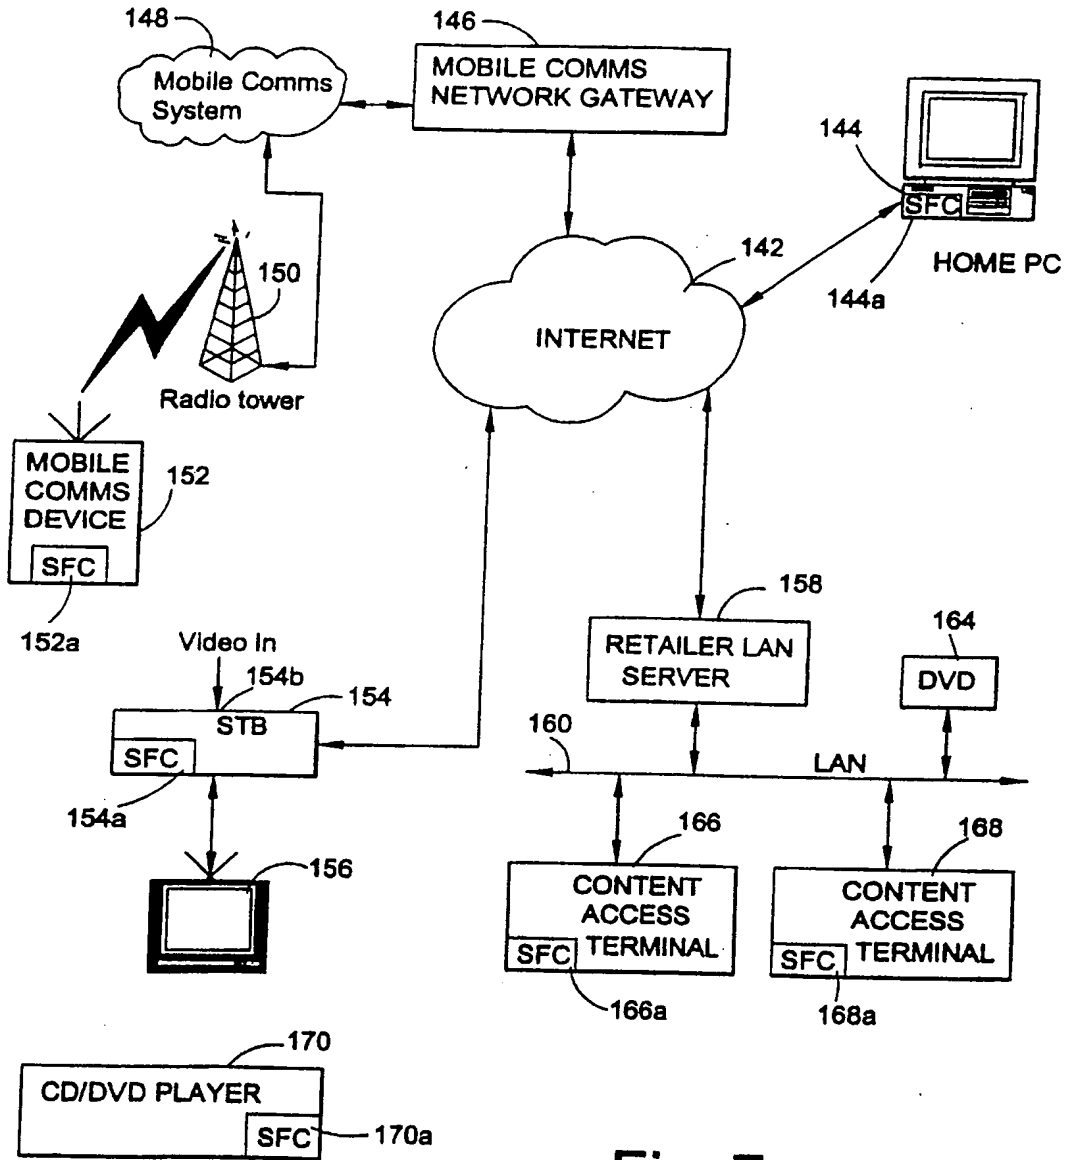 148
146
Mobile Comms
System
MOBILE COMMS
NETWORK GATEWAY
144
SFC
144a
HOME PC
142
INTERNET
150
Radio tower
MOBILE
COMMS
DEVICE
152
SFC
152a
Video In
154b
154
STB
SFC
154a
156
158
RETAILER LAN
SERVER
164
DVD
160
LAN
166
CONTENT
ACCESS
TERMINAL
SFC
166a
168
CONTENT
ACCESS
TERMINAL
SFC
168a
170
CD/DVD PLAYER
SFC
170a